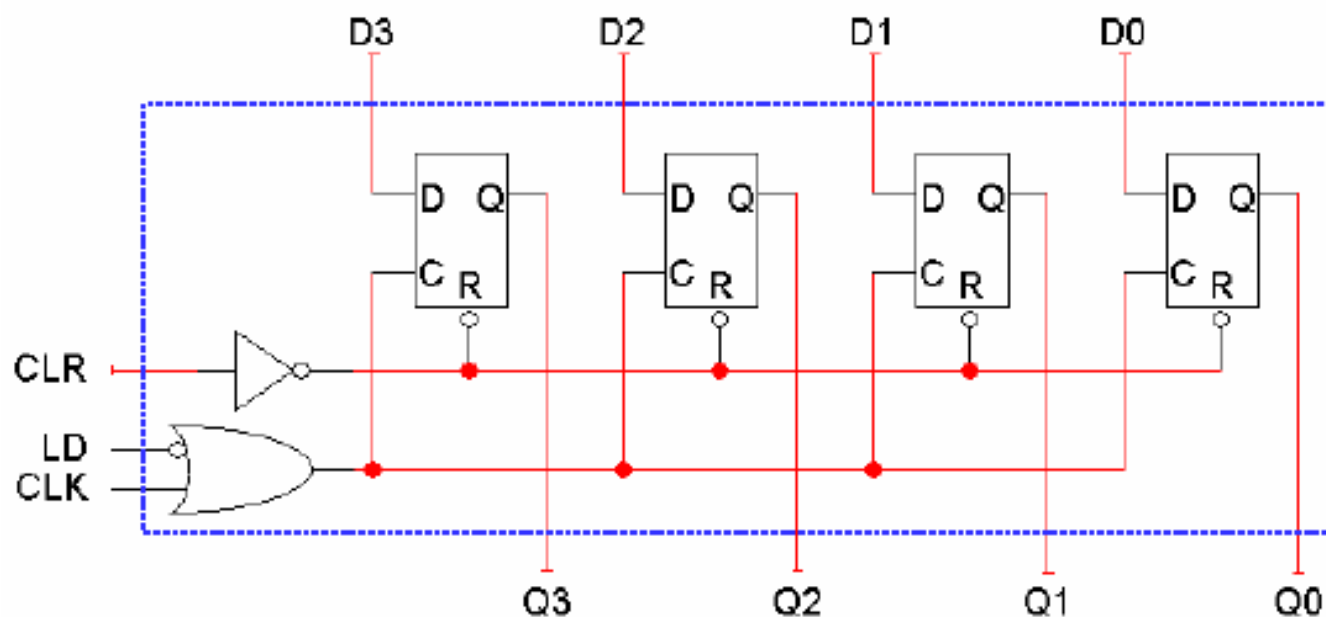 D3 D2 D1 D0
D Q D Q D Q D Q
C R C R C R C R
CLR
LD
CLK
Q3 Q2 Q1 Q0